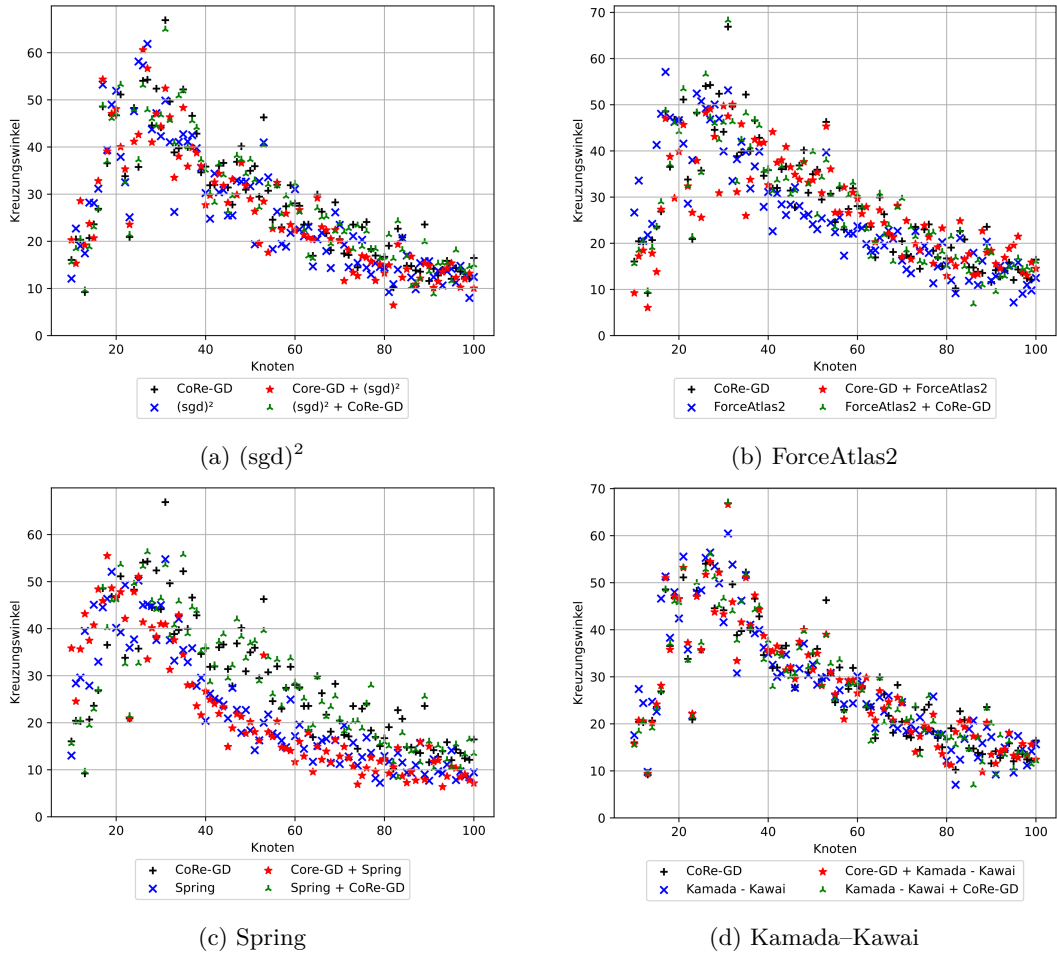 60
50
40
30
20
10
0
Kreuzungswinkel
20 40 60 80 100
Knoten
CoRe-GD Core-GD + (sgd)²
(sgd)² (sgd)² + CoRe-GD
(a) (sgd)²
70
60
50
40
30
20
10
0
Kreuzungswinkel
20 40 60 80 100
Knoten
CoRe-GD Core-GD + ForceAtlas2
ForceAtlas2 ForceAtlas2 + CoRe-GD
(b) ForceAtlas2
60
50
40
30
20
10
0
Kreuzungswinkel
20 40 60 80 100
Knoten
CoRe-GD Core-GD + Spring
Spring Spring + CoRe-GD
(c) Spring
70
60
50
40
30
20
10
0
Kreuzungswinkel
20 40 60 80 100
Knoten
CoRe-GD Core-GD + Kamada - Kawai
Kamada - Kawai Kamada - Kawai + CoRe-GD
(d) Kamada–Kawai